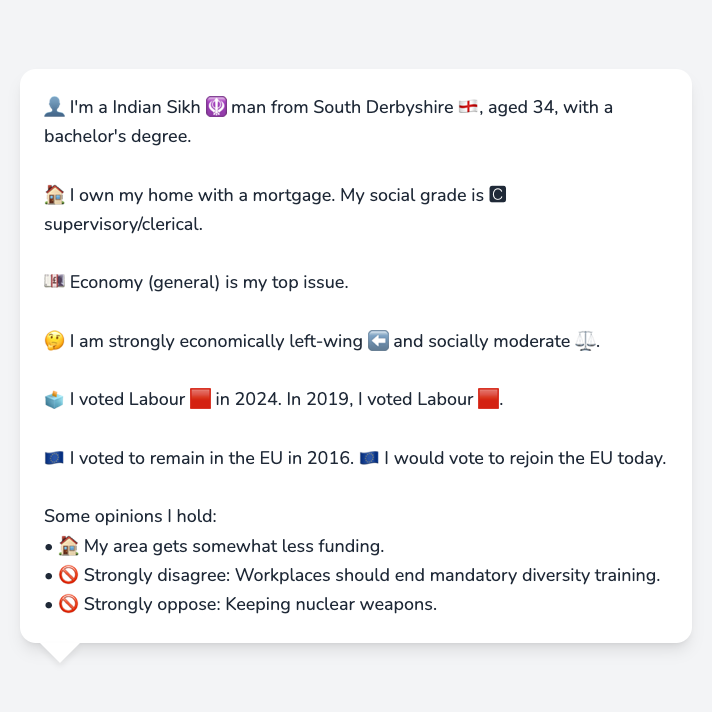 👤 I'm a Indian Sikh 🪯 man from South Derbyshire 🏴󠁧󠁢󠁥󠁮󠁧󠁿, aged 34, with a
bachelor's degree.
🏠 I own my home with a mortgage. My social grade is 🅲
supervisory/clerical.
💷 Economy (general) is my top issue.
🤔 I am strongly economically left-wing ⬅️ and socially moderate ⚖️.
🗳️ I voted Labour 🟥 in 2024. In 2019, I voted Labour 🟥.
🇪🇺 I voted to remain in the EU in 2016. 🇪🇺 I would vote to rejoin the EU today.
Some opinions I hold:
• 🏠 My area gets somewhat less funding.
• 🚫 Strongly disagree: Workplaces should end mandatory diversity training.
• 🚫 Strongly oppose: Keeping nuclear weapons.